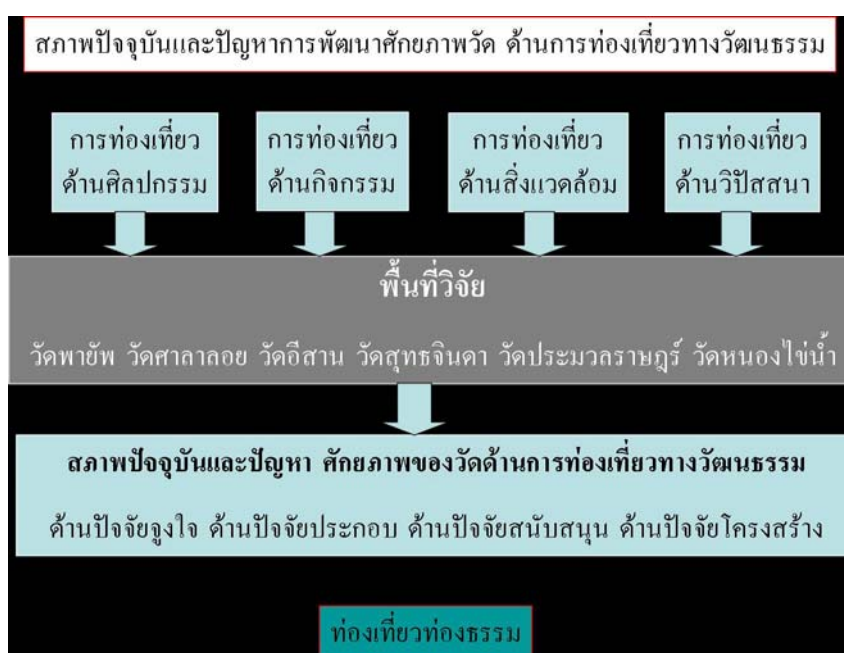 สภาพปัจจุบันและปัญหาการพัฒนาศักยภาพวัด ด้านการท่องเที่ยวทางวัฒนธรรม
การท่องเที่ยว
ด้านศิลปกรรม
การท่องเที่ยว
ด้านกิจกรรม
การท่องเที่ยว
ด้านสิ่งแวดล้อม
การท่องเที่ยว
ด้านวิปัสสนา
พื้นที่วิจัย
วัดพายัพ วัดศาลาลอย วัดอีสาน วัดสุทธจินดา วัดประมวลราษฎร์ วัดหนองไข่น้ำ
สภาพปัจจุบันและปัญหา ศักยภาพของวัดด้านการท่องเที่ยวทางวัฒนธรรม
ด้านปัจจัยจูงใจ ด้านปัจจัยประกอบ ด้านปัจจัยสนับสนุน ด้านปัจจัยโครงสร้าง
ท่องเที่ยวท่องธรรม